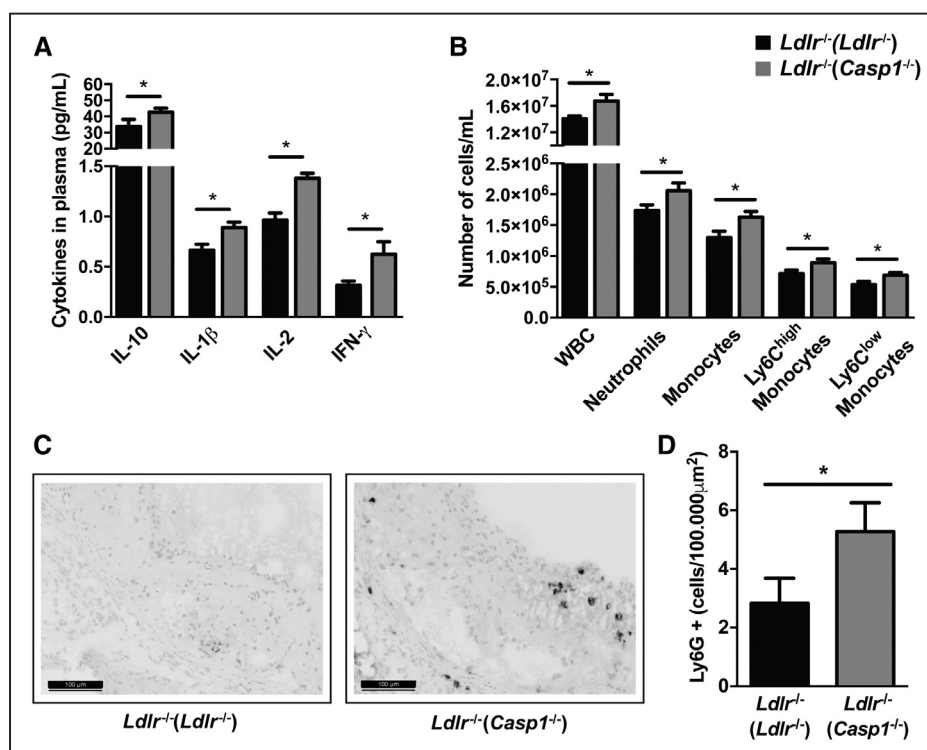 A
Cytokines in plasma (pg/mL)
60
50
40
30
20
1.5
1.0
0.5
0.0
*
*
*
*
IL-10
IL-1β
IL-2
IFN-γ
B
Ldlr-/-(Ldlr-/-)
Ldlr-/-(Casp1-/-)
Number of cells/mL
2.0×10⁷
1.6×10⁷
1.2×10⁷
2.5×10⁶
2.0×10⁶
1.5×10⁶
1.0×10⁶
5.0×10⁵
0.0
*
*
*
*
*
WBC
Neutrophils
Monocytes
Ly6Chigh
Monocytes
Ly6Clow
Monocytes
C
100 μm
100 μm
Ldlr-/-(Ldlr-/-)
Ldlr-/-(Casp1-/-)
D
Ly6G + (cells/100.000μm²)
8
6
4
2
0
*
Ldlr-/-
(Ldlr-/-)
Ldlr-/-
(Casp1-/-)